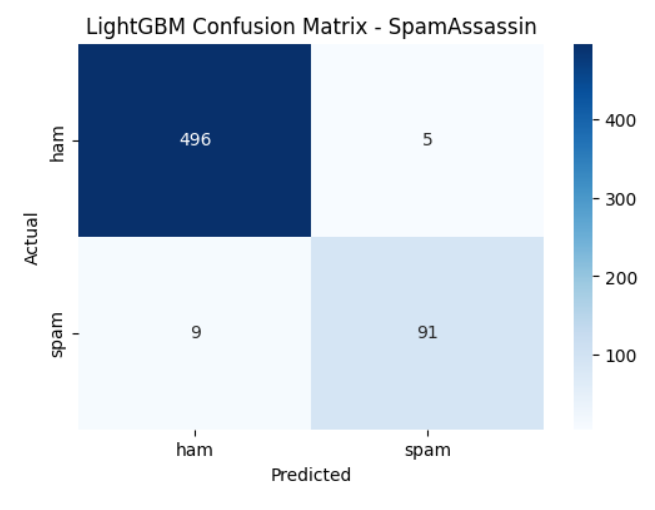 LightGBM Confusion Matrix - SpamAssassin
Actual
ham
496
5
spam
9
91
ham
spam
Predicted
400
300
200
100